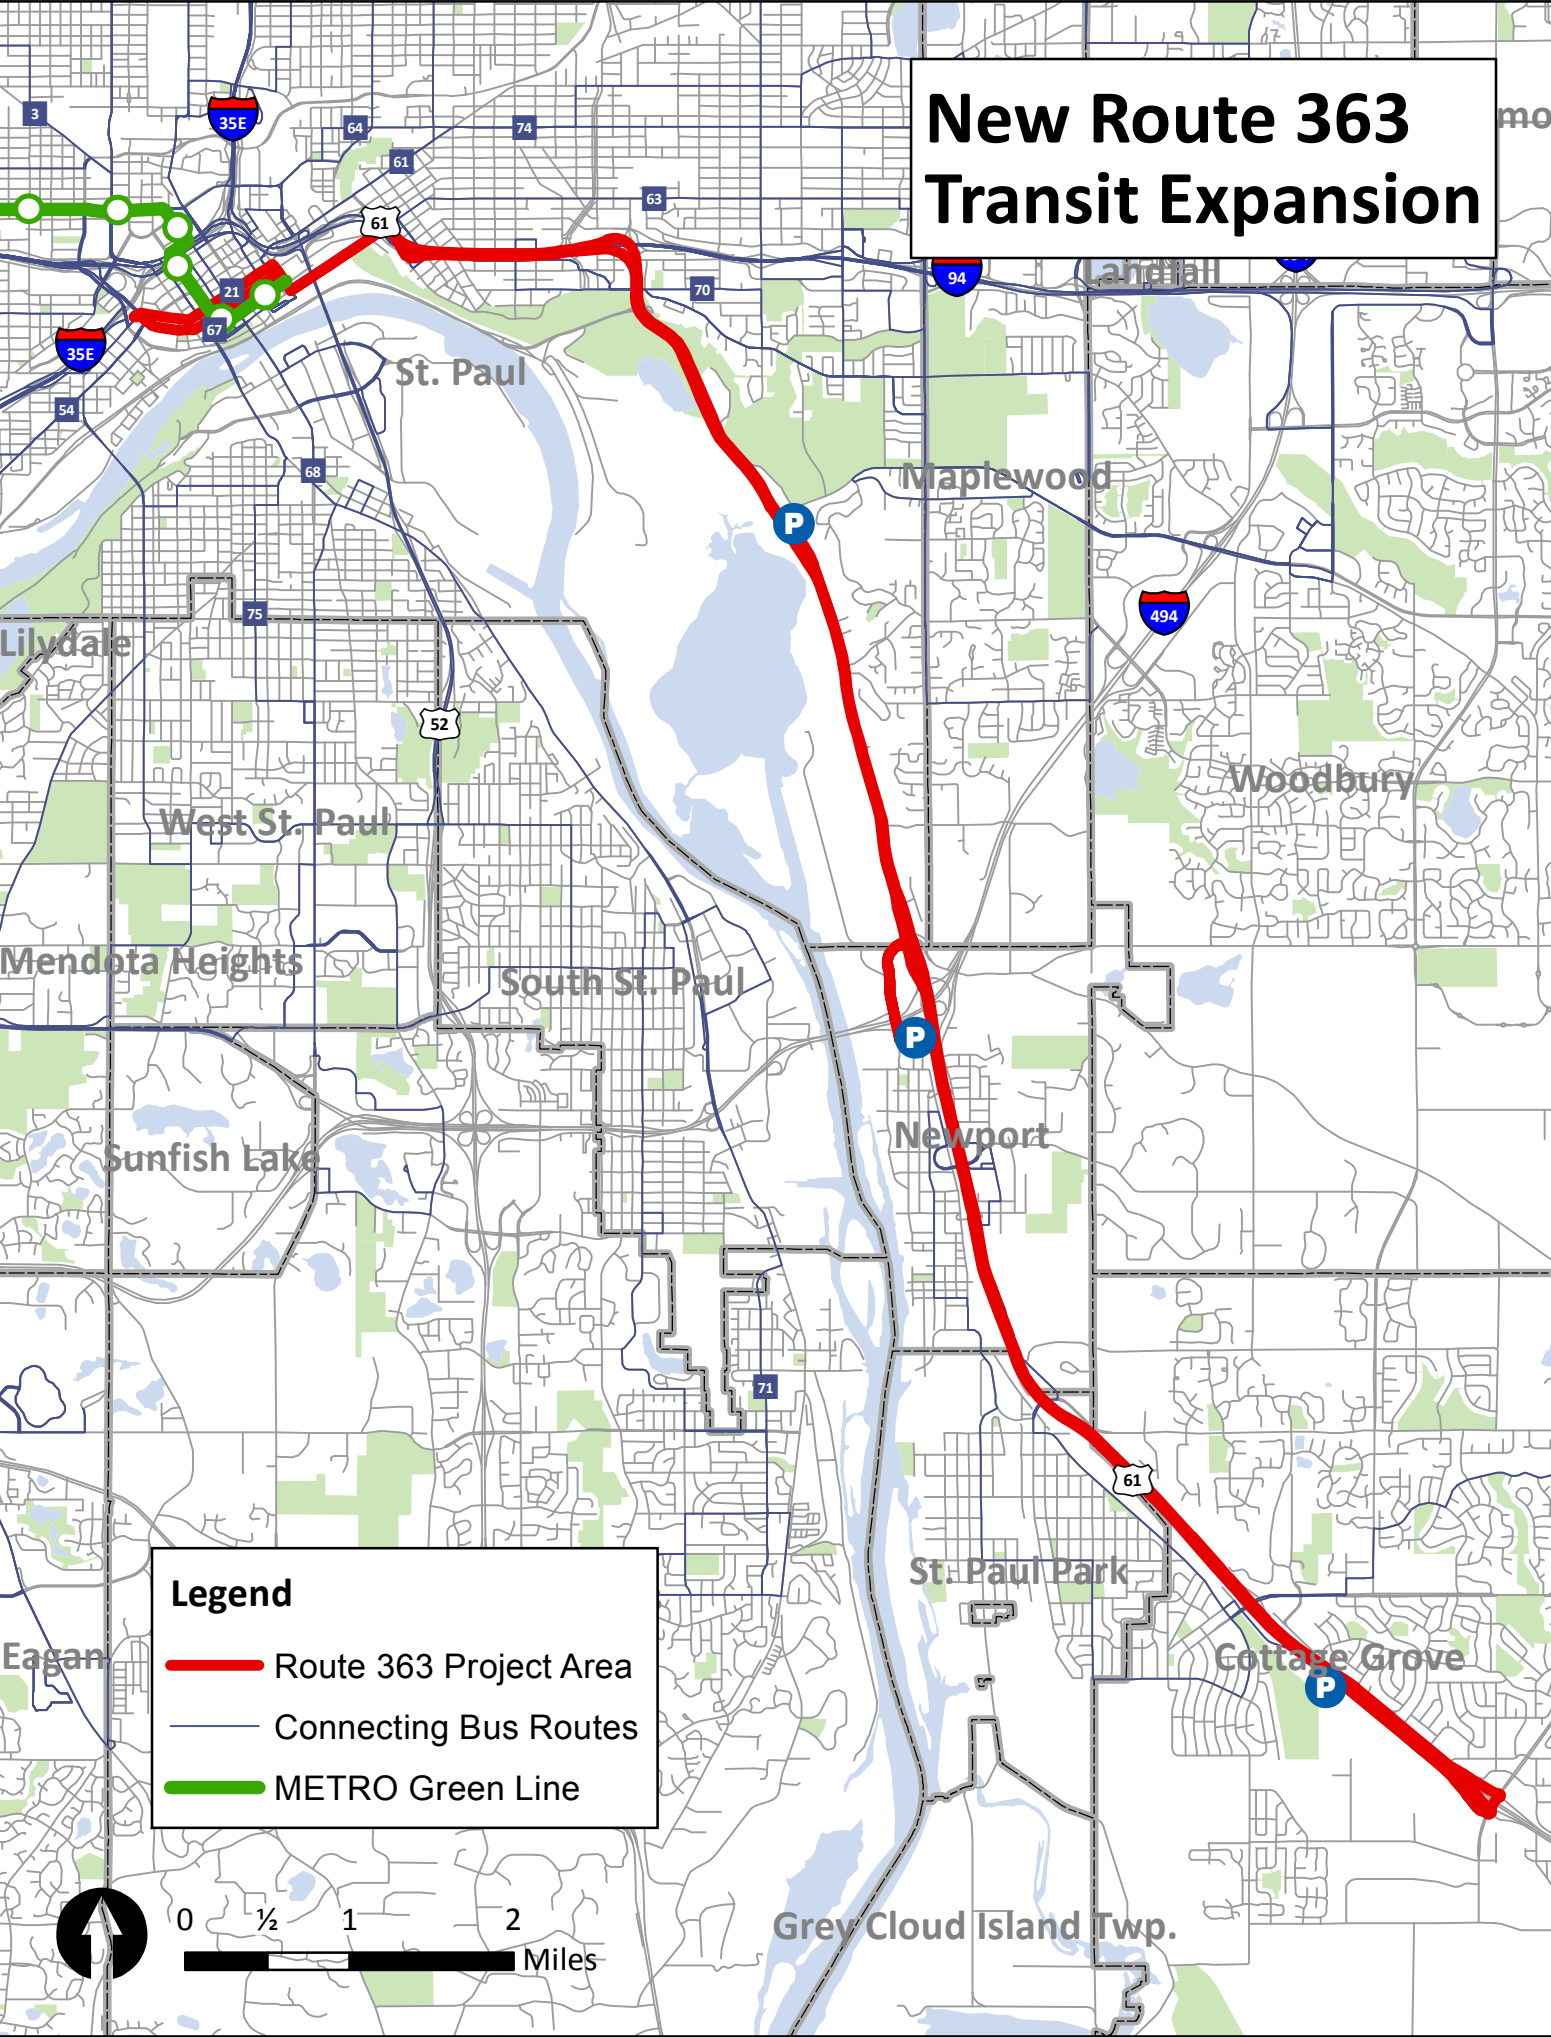 New Route 363
Transit Expansion
3
35E
64
74
61
63
61
94
Landfall
21
67
70
35E
St. Paul
54
68
Maplewood
75
494
Lilydale
52
Woodbury
West St. Paul
Mendota Heights
South St. Paul
Newport
Sunfish Lake
71
61
St. Paul Park
Cottage Grove
Eagan
Grey Cloud Island Twp.
P
P
P
Legend
Route 363 Project Area
Connecting Bus Routes
METRO Green Line
0 ½ 1 2
Miles